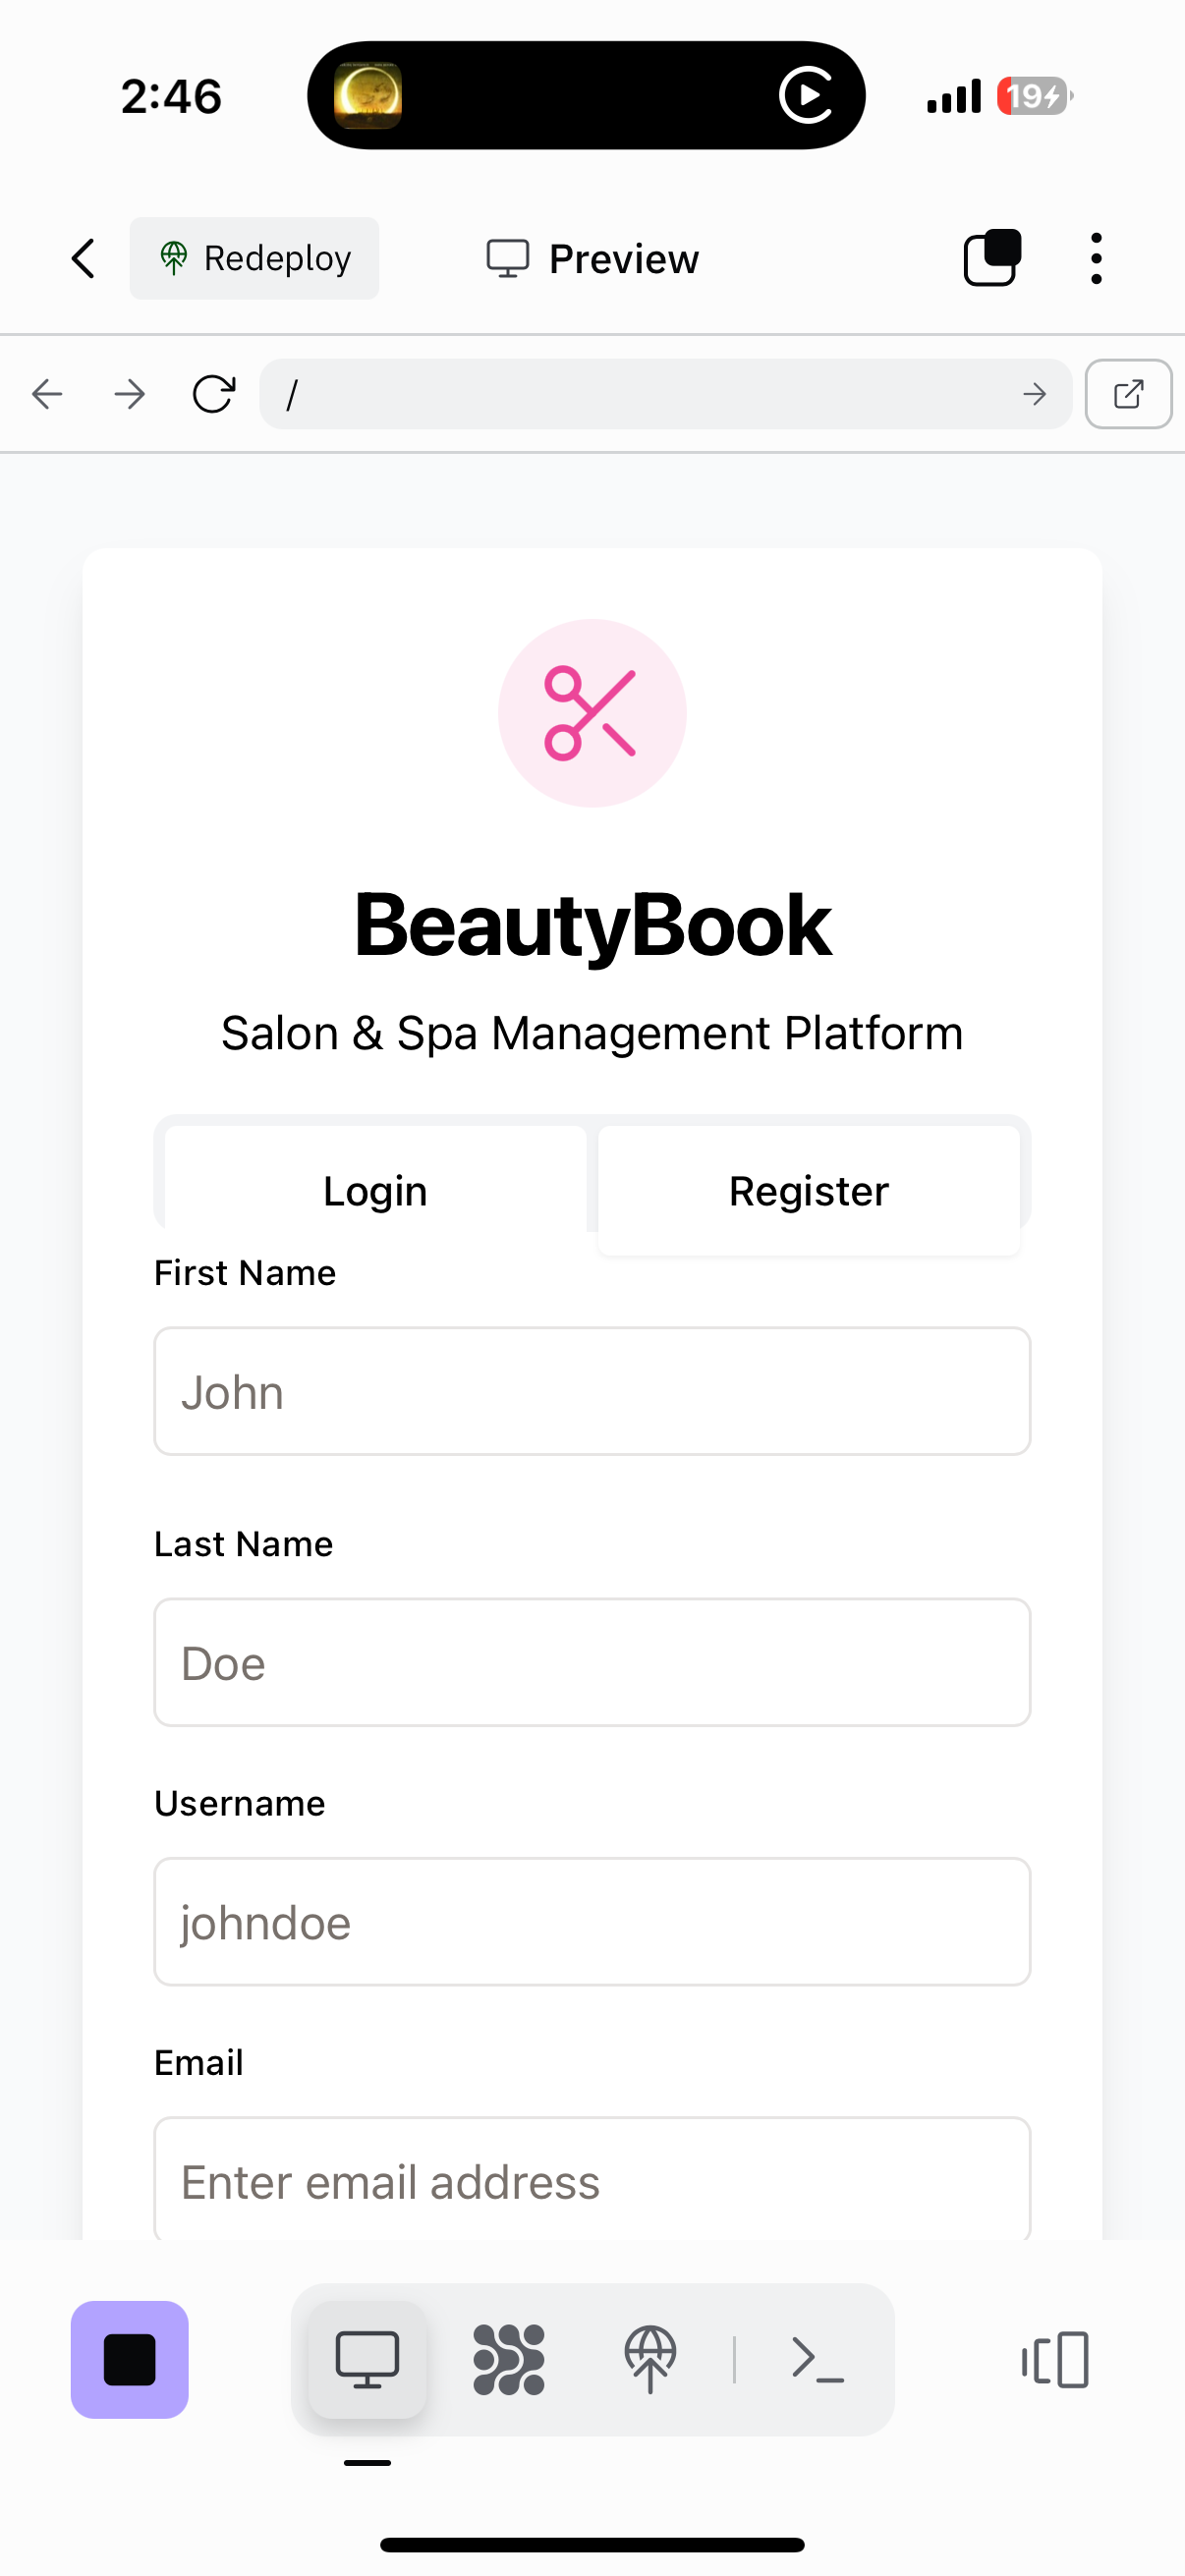 2:46
19
Redeploy
Preview
/
BeautyBook
Salon & Spa Management Platform
Login Register
First Name
John
Last Name
Doe
Username
johndoe
Email
Enter email address